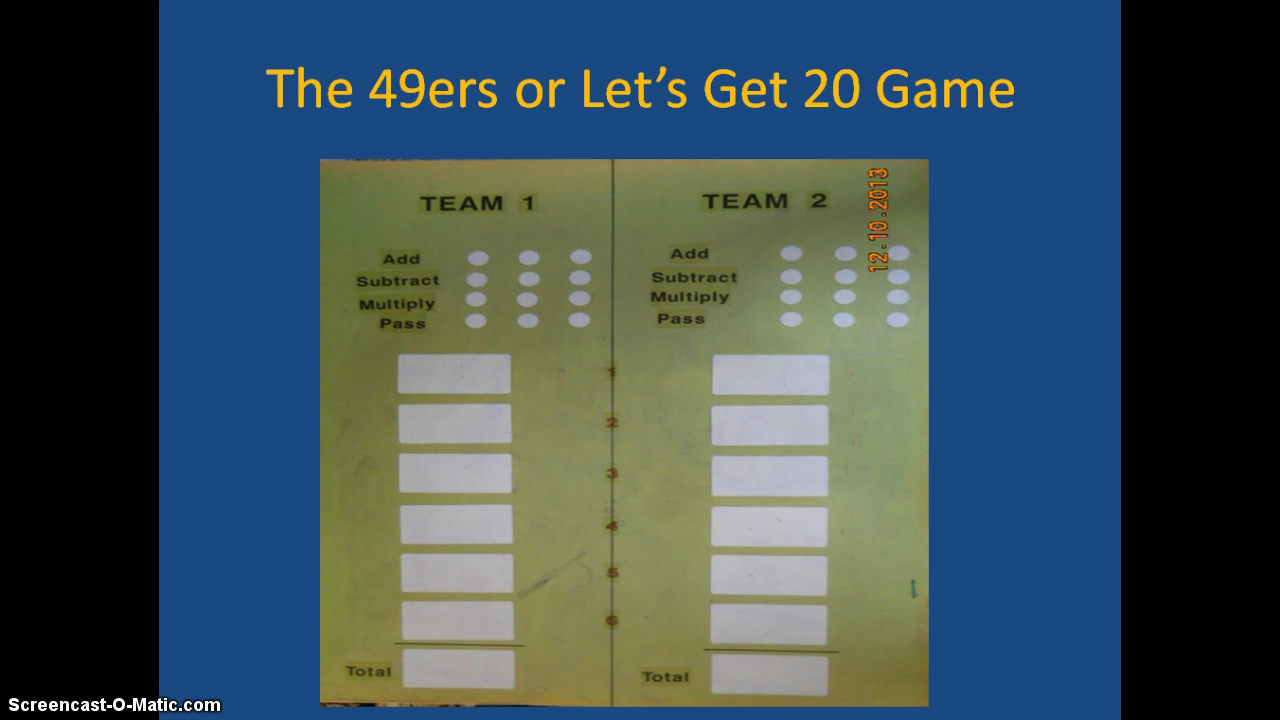 The 49ers or Let's Get 20 Game
TEAM 1
Add
Subtract
Multiply
Pass
TEAM 2
12.10.2013
Add
Subtract
Multiply
Pass
1
2
3
4
5
6
Total
Total
Screencast-O-Matic.com